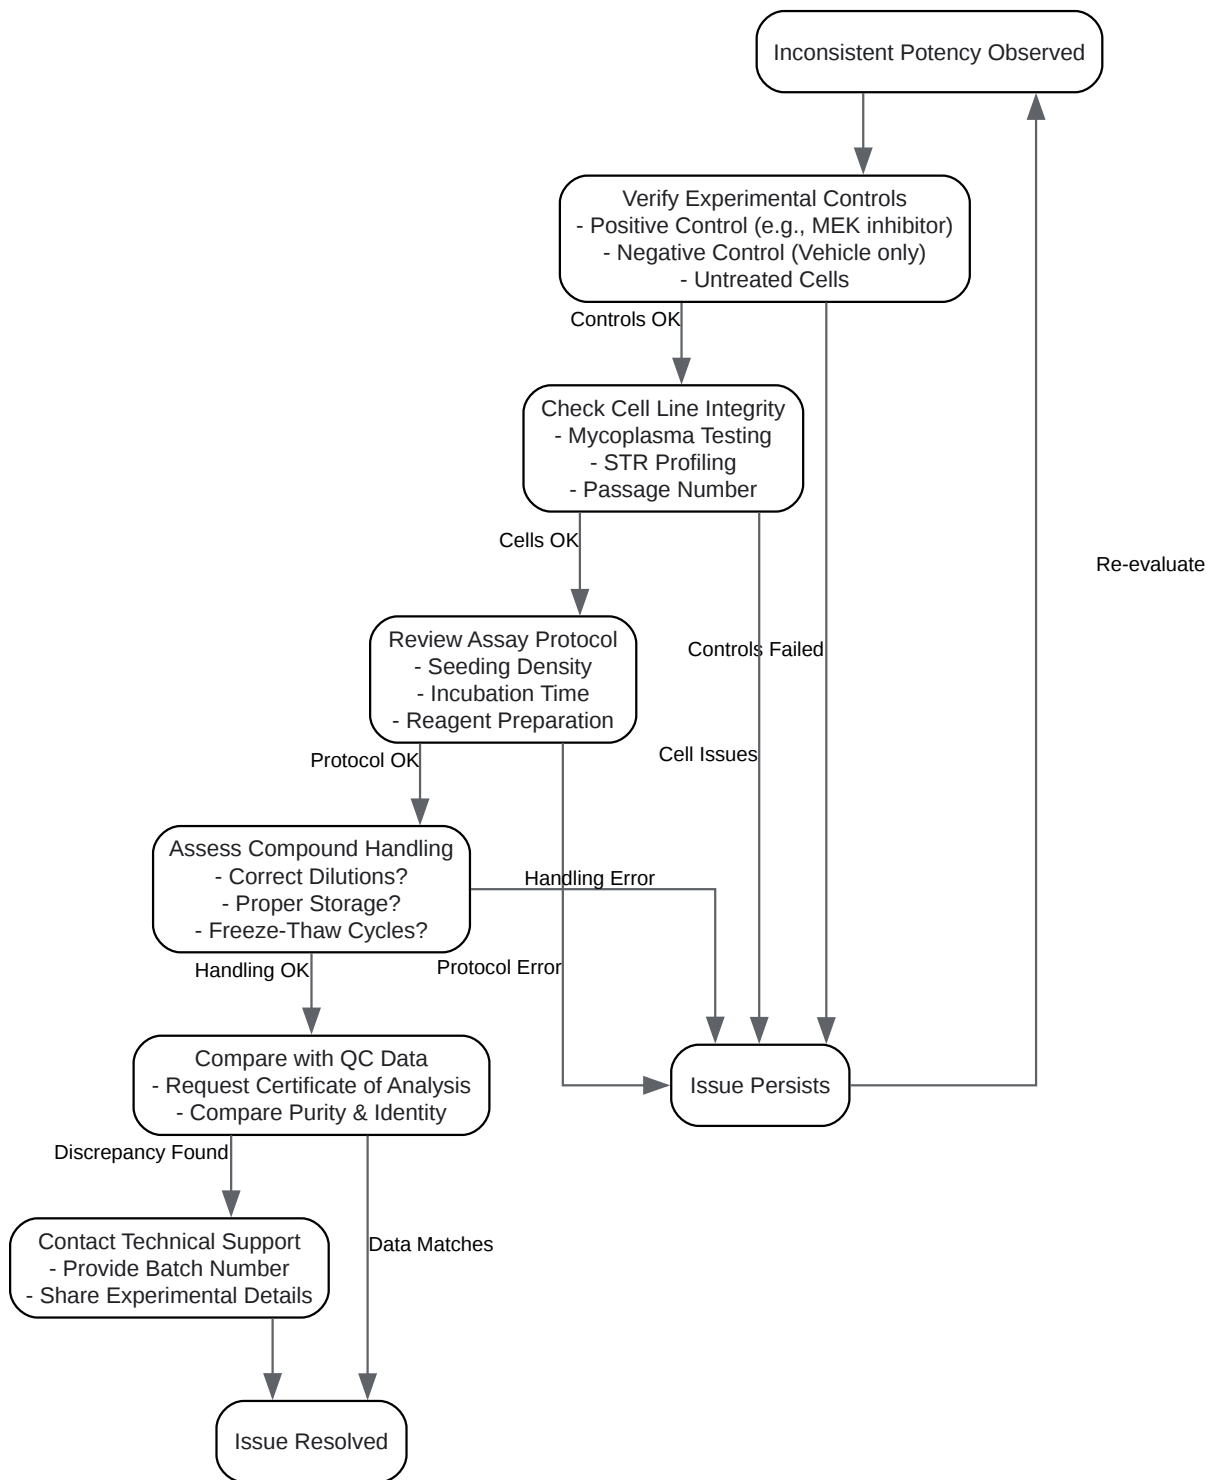 Inconsistent Potency Observed
Verify Experimental Controls
- Positive Control (e.g., MEK inhibitor)
- Negative Control (Vehicle only)
- Untreated Cells
Controls OK
Check Cell Line Integrity
- Mycoplasma Testing
- STR Profiling
- Passage Number
Cells OK
Re-evaluate
Review Assay Protocol
- Seeding Density
- Incubation Time
- Reagent Preparation
Controls Failed
Cell Issues
Protocol OK
Assess Compound Handling
- Correct Dilutions?
- Proper Storage?
- Freeze-Thaw Cycles?
Handling Error
Handling OK
Protocol Error
Compare with QC Data
- Request Certificate of Analysis
- Compare Purity & Identity
Issue Persists
Discrepancy Found
Contact Technical Support
- Provide Batch Number
- Share Experimental Details
Data Matches
Issue Resolved